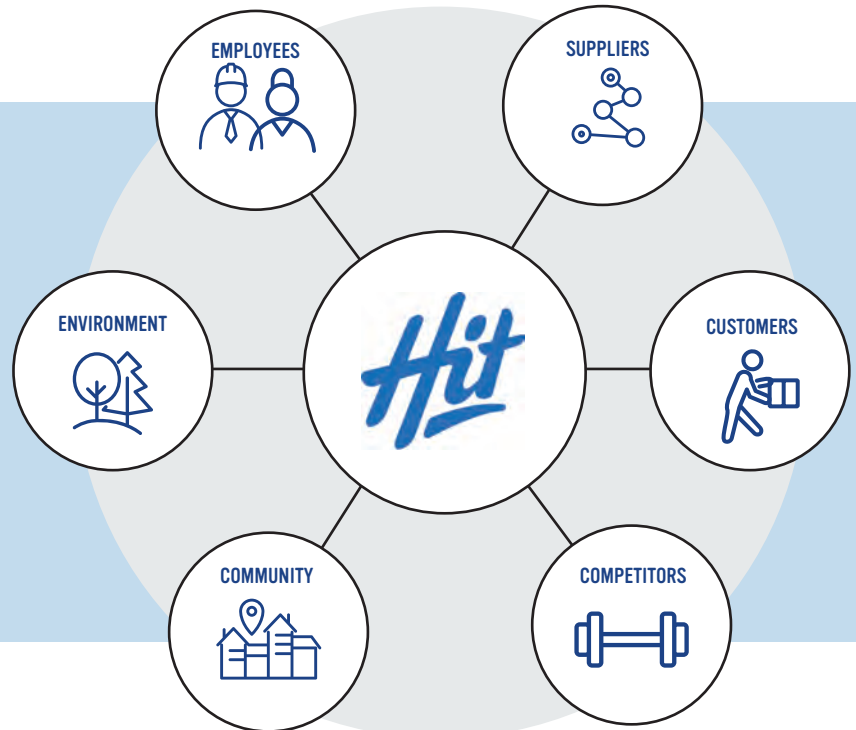 EMPLOYEES
SUPPLIERS
ENVIRONMENT
Hit
CUSTOMERS
COMMUNITY
COMPETITORS